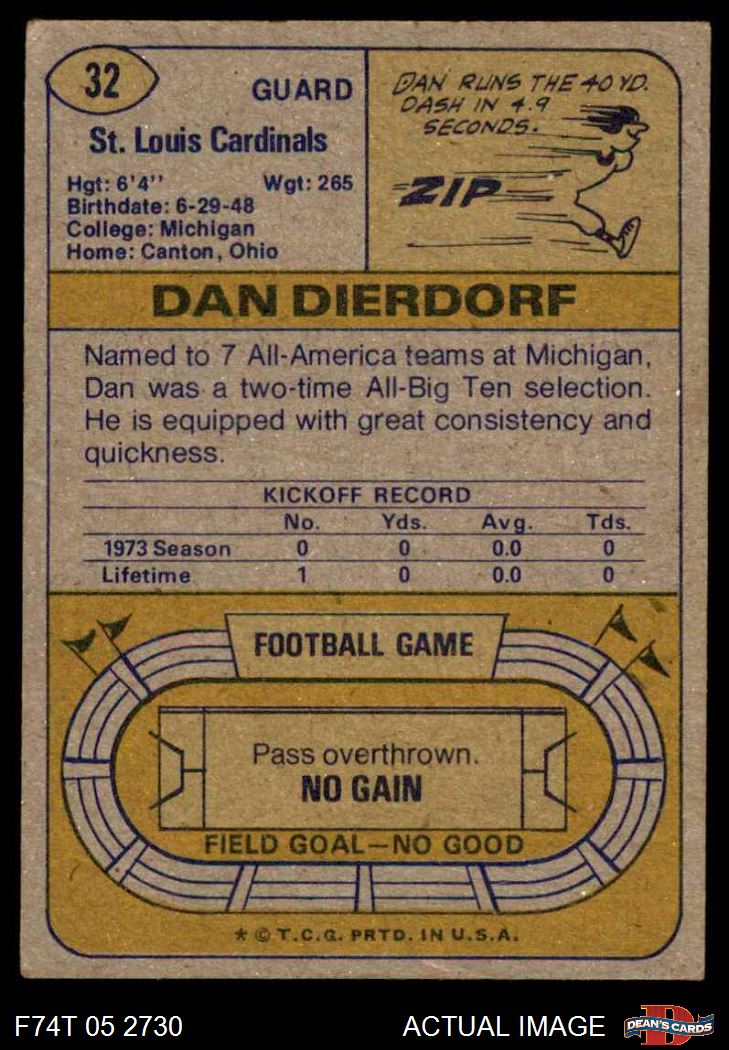 32
GUARD
St. Louis Cardinals
Hgt: 6'4'' Wgt: 265
Birthdate: 6-29-48
College: Michigan
Home: Canton, Ohio
DAN RUNS THE 40 YD.
DASH IN 4.9
SECONDS.
ZIP
DAN DIERDORF
Named to 7 All-America teams at Michigan,
Dan was a two-time All-Big Ten selection.
He is equipped with great consistency and
quickness.
KICKOFF RECORD
No. Yds. Avg. Tds.
1973 Season 0 0 0.0 0
Lifetime 1 0 0.0 0
FOOTBALL GAME
Pass overthrown.
NO GAIN
FIELD GOAL—NO GOOD
* © T.C.G. PRTD. IN U.S.A.
F74T 05 2730 ACTUAL IMAGE
D
DEAN'S CARDS